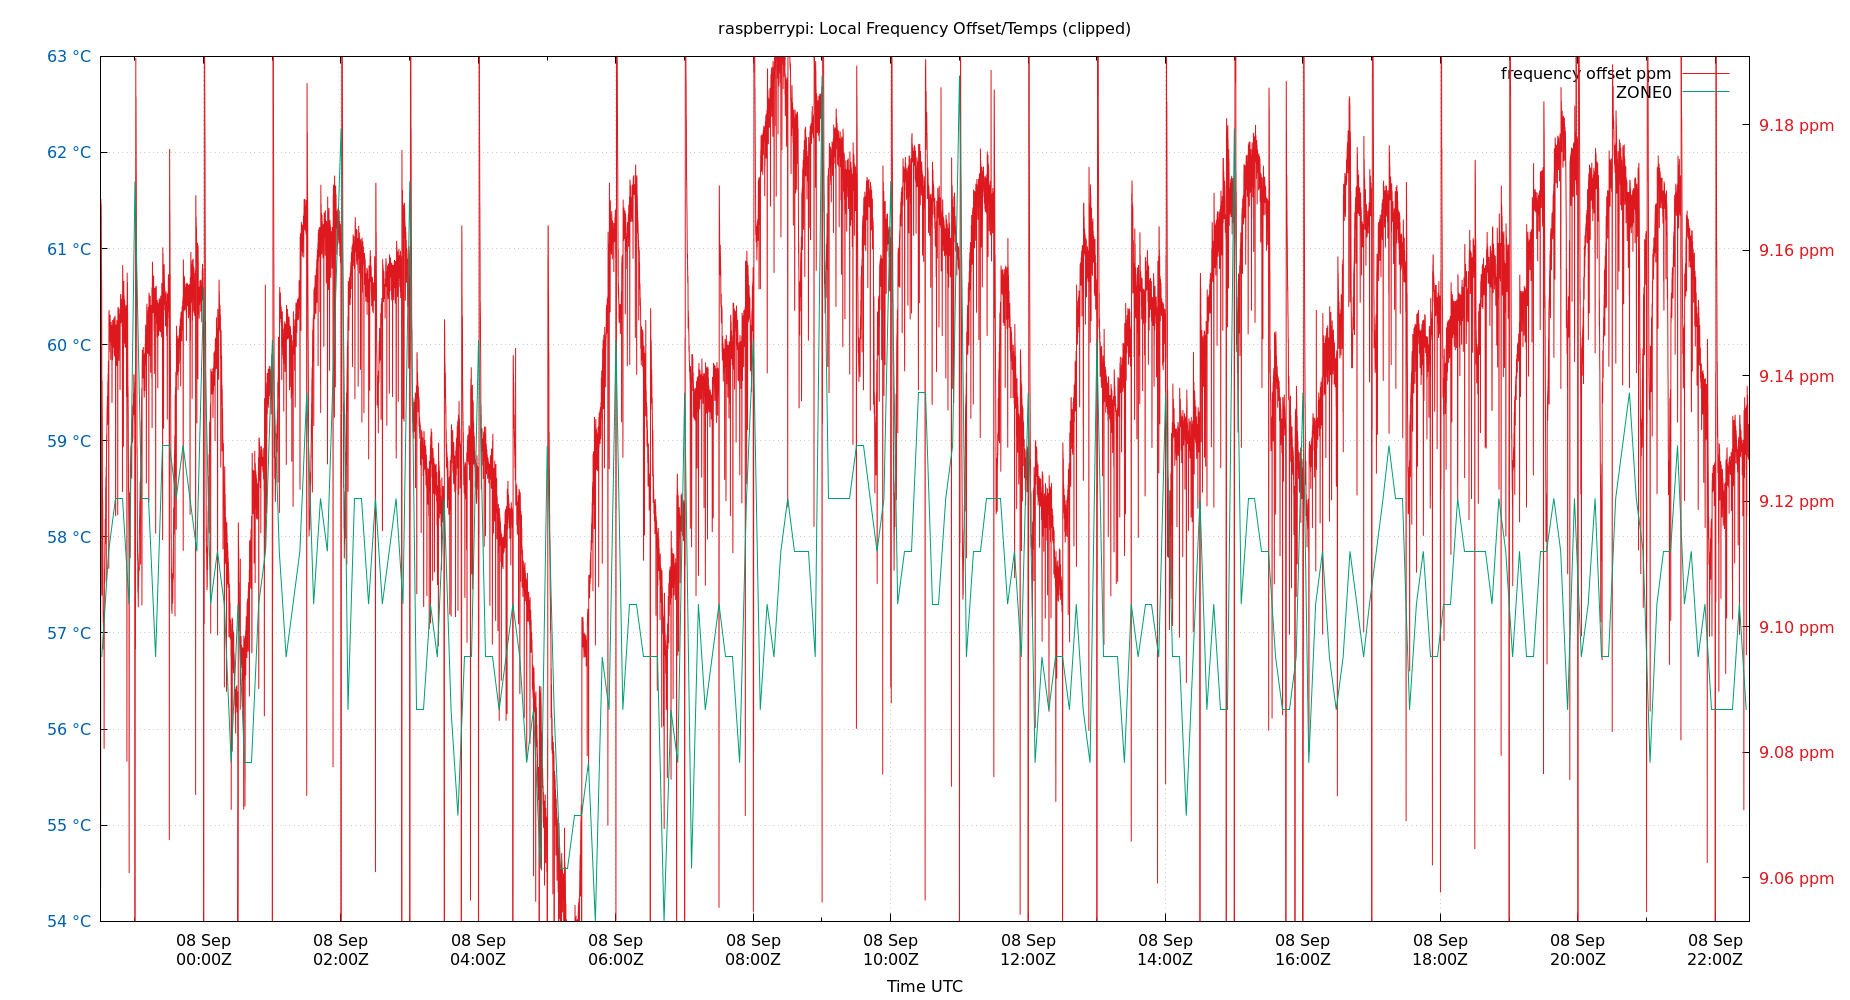 raspberrypi: Local Frequency Offset/Temps (clipped)
63 °C
62 °C
61 °C
60 °C
59 °C
58 °C
57 °C
56 °C
55 °C
54 °C
frequency offset ppm
ZONE0
9.18 ppm
9.16 ppm
9.14 ppm
9.12 ppm
9.10 ppm
9.08 ppm
9.06 ppm
08 Sep 08 Sep 08 Sep 08 Sep 08 Sep 08 Sep 08 Sep 08 Sep 08 Sep 08 Sep 08 Sep 08 Sep
00:00Z 02:00Z 04:00Z 06:00Z 08:00Z 10:00Z 12:00Z 14:00Z 16:00Z 18:00Z 20:00Z 22:00Z
Time UTC